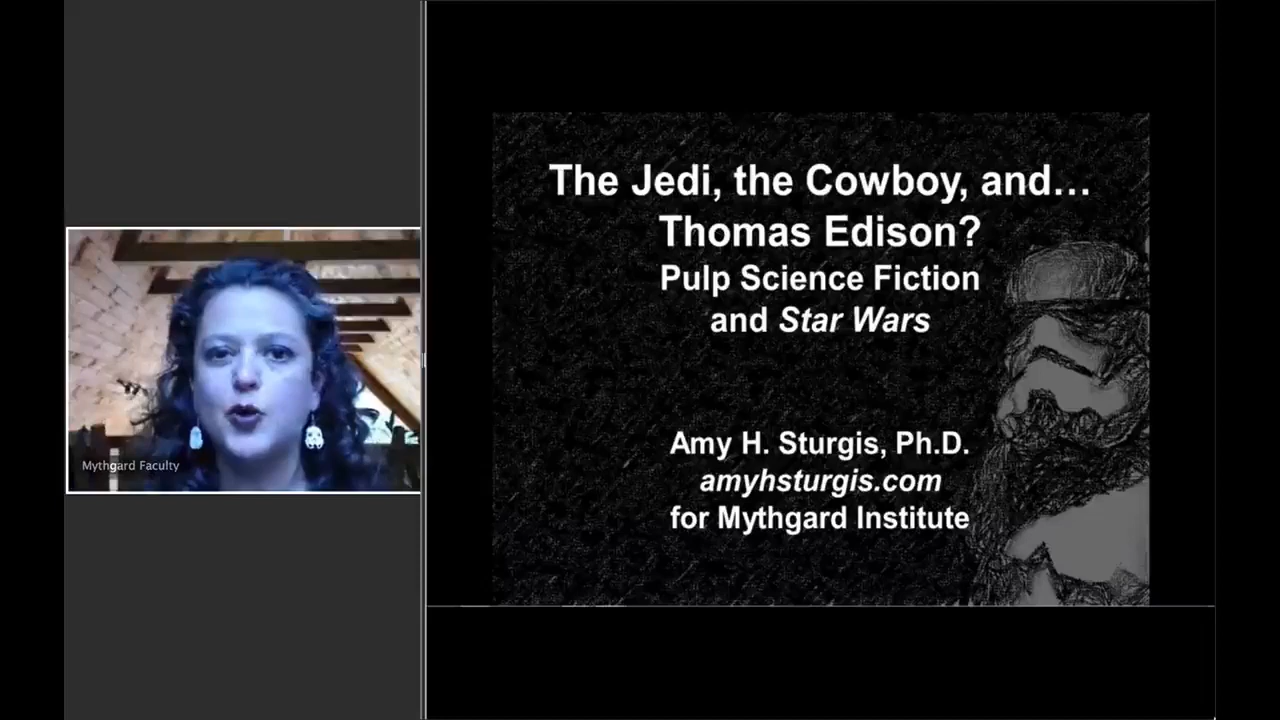 The Jedi, the Cowboy, and…
Thomas Edison?
Pulp Science Fiction
and Star Wars
Amy H. Sturgis, Ph.D.
amyhsturgis.com
for Mythgard Institute
Mythgard Faculty